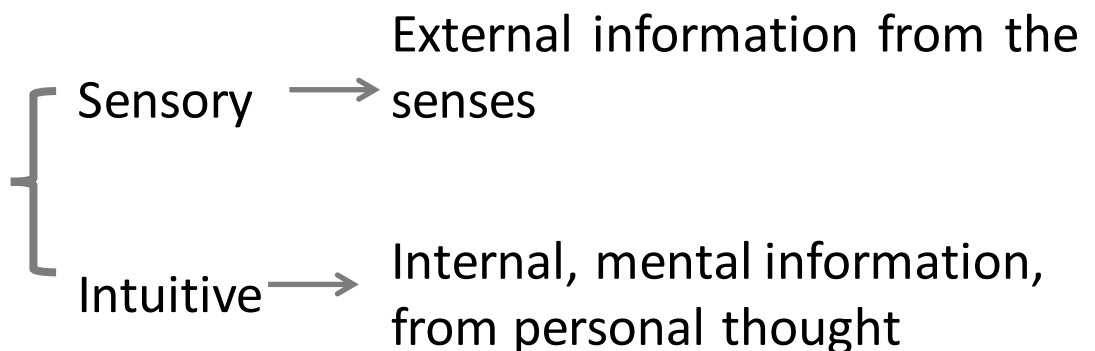 External information from the
Sensory senses
Internal, mental information,
Intuitive from personal thought